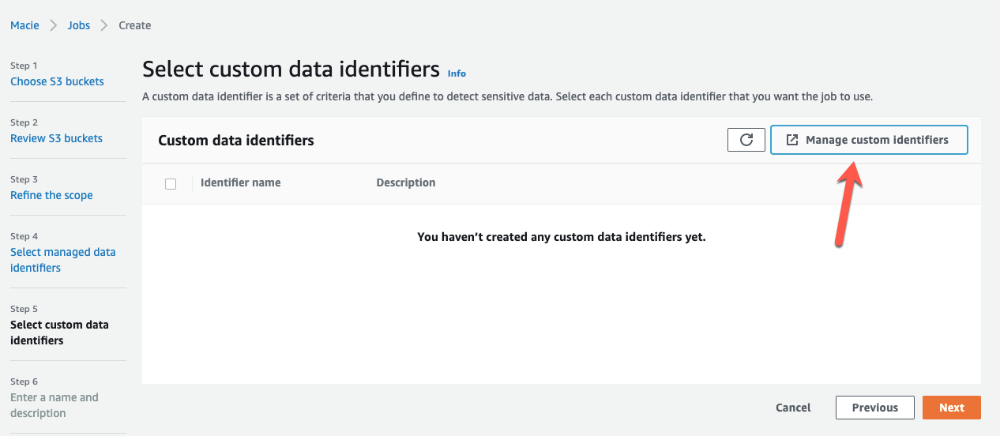 Macie > Jobs > Create
Step 1
Choose S3 buckets
Step 2
Review S3 buckets
Step 3
Refine the scope
Step 4
Select managed data
identifiers
Step 5
Select custom data
identifiers
Step 6
Enter a name and
description
Select custom data identifiers Info
A custom data identifier is a set of criteria that you define to detect sensitive data. Select each custom data identifier that you want the job to use.
Custom data identifiers
Manage custom identifiers
Identifier name Description
You haven’t created any custom data identifiers yet.
Cancel Previous Next